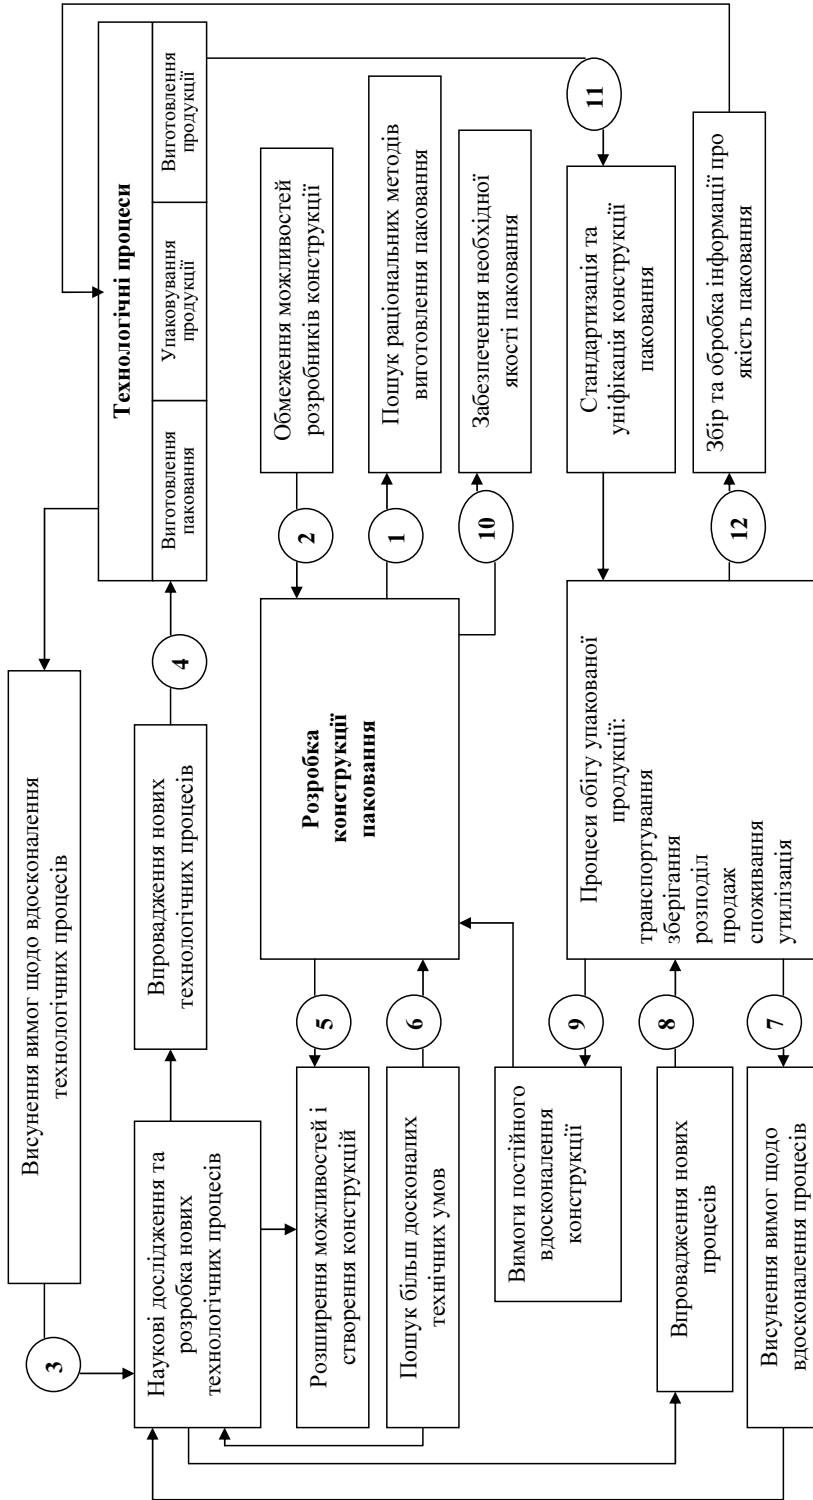 Висунення вимог щодо вдосконалення
технологічних процесів
3
Технологічні процеси
Виготовлення
паковання
Упаковування
продукції
Виготовлення
продукції
Наукові дослідження та
розробка нових
технологічних процесів
Впровадження нових
технологічних процесів
4
Розширення можливостей і
створення конструкцій
5
Пошук більш досконалих
технічних умов
6
Розробка
конструкції
паковання
2
Обмеження можливостей
розробників конструкції
1
Пошук раціональних методів
виготовлення паковання
10
Забезпечення необхідної
якості паковання
11
Вимоги постійного
вдосконалення
конструкції
9
Стандартизація та
уніфікація конструкції
паковання
Впровадження нових
процесів
8
Висунення вимог щодо
вдосконалення процесів
7
Процеси обігу упакованої
продукції:
транспортування
зберігання
розподіл
продаж
споживання
утилізація
12
Збір та обробка інформації про
якість паковання